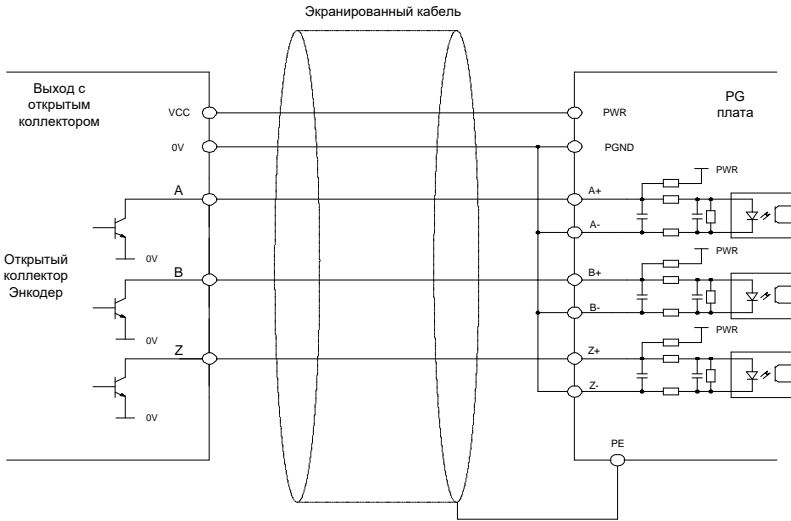 Экранированный кабель
Выход с
открытым
коллектором
VCC
0V
A
0V
Открытый
коллектор
Энкодер
B
0V
Z
0V
PWR
PG
плата
PGND
PWR
A+
A-
PWR
B+
B-
PWR
Z+
Z-
PE